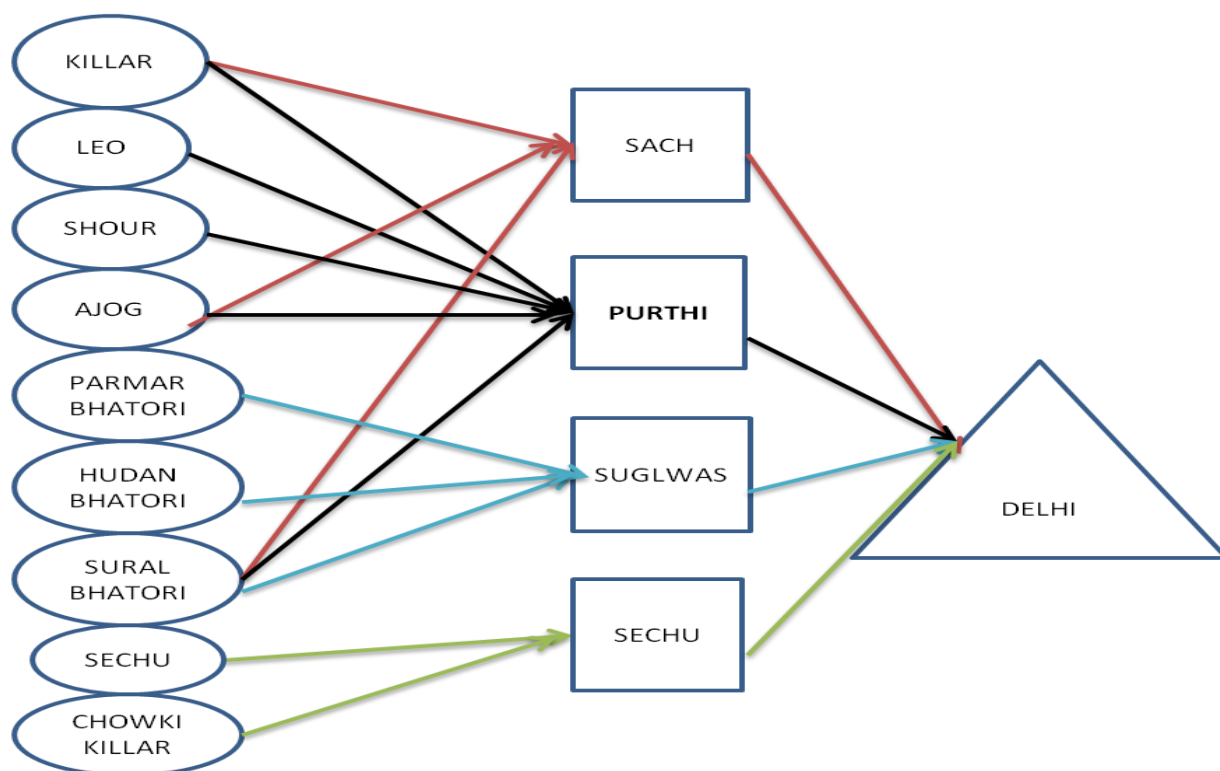 KILLAR
LEO
SHOUR
AJOG
PARMAR
BHATORI
HUDAN
BHATORI
SURAL
BHATORI
SECHU
CHOWKI
KILLAR
SACH
PURTHI
SUGLWAS
SECHU
DELHI